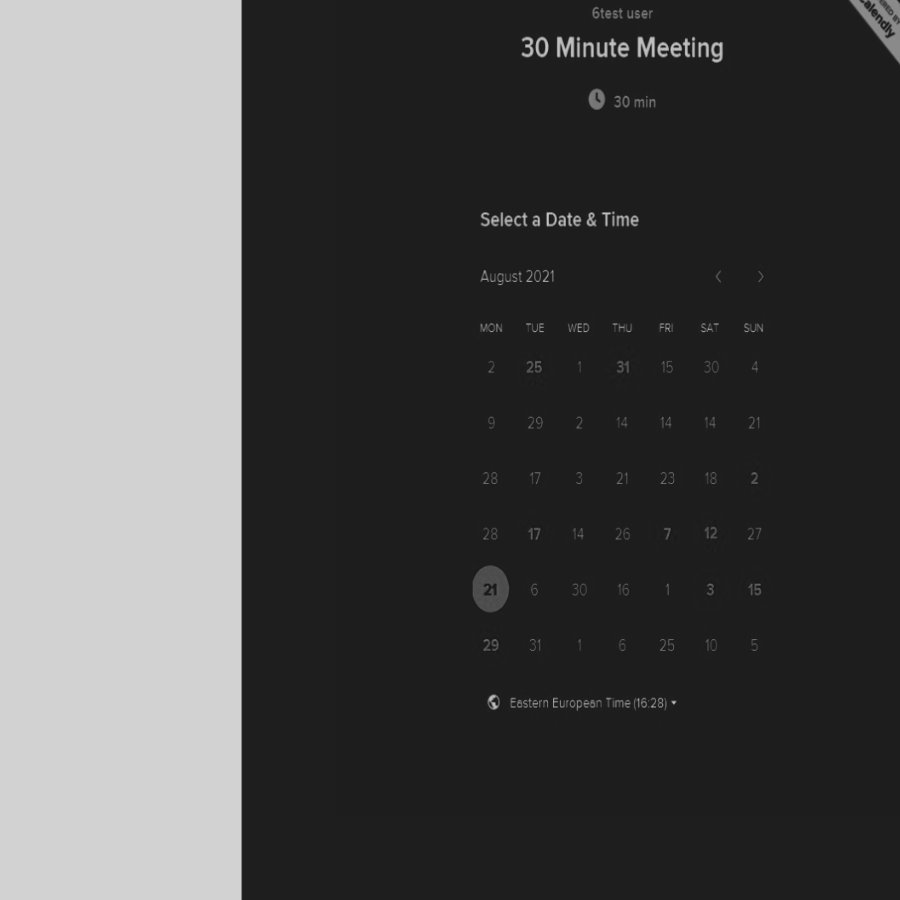 6test user
30 Minute Meeting
30 min
Select a Date & Time
August 2021
MON TUE WED THU FRI SAT SUN
2 25 1 31 15 30 4
9 29 2 14 14 14 21
28 17 3 21 23 18 2
28 17 14 26 7 12 27
21 6 30 16 1 3 15
29 31 1 6 25 10 5
Eastern European Time (16:28)